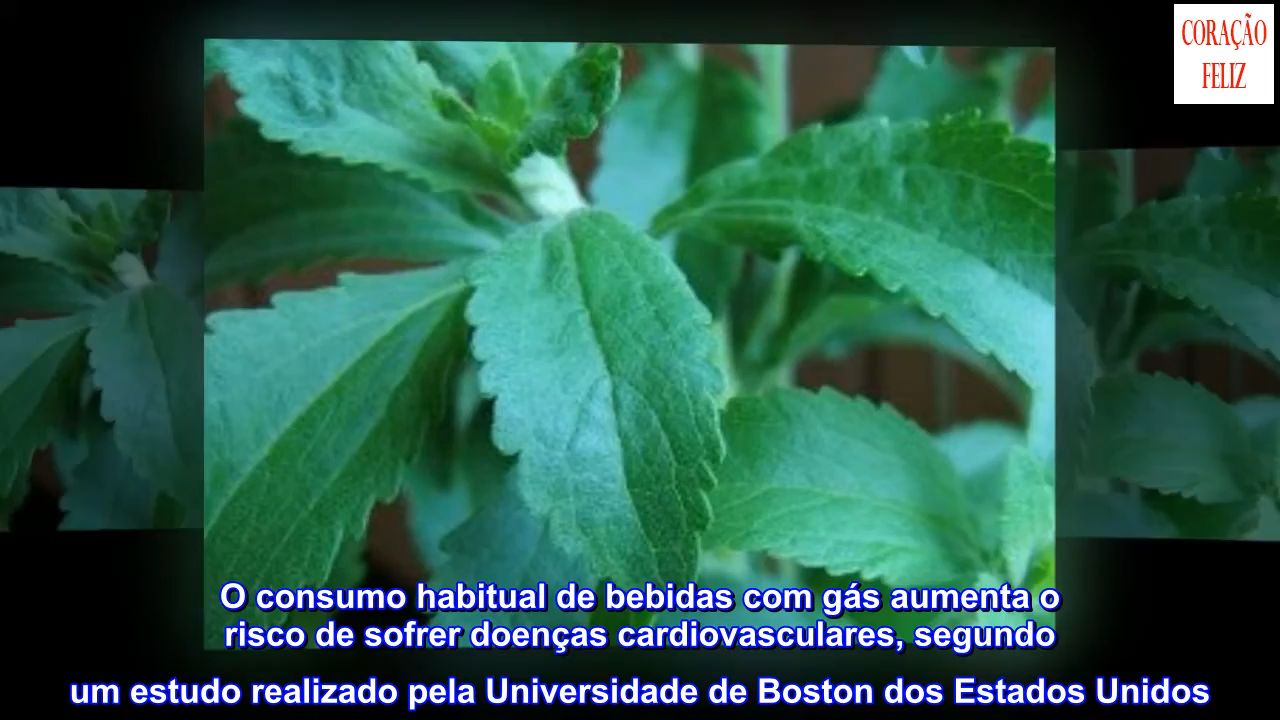 CORAÇÃO
FELIZ
O consumo habitual de bebidas com gás aumenta o
risco de sofrer doenças cardiovasculares, segundo
um estudo realizado pela Universidade de Boston dos Estados Unidos